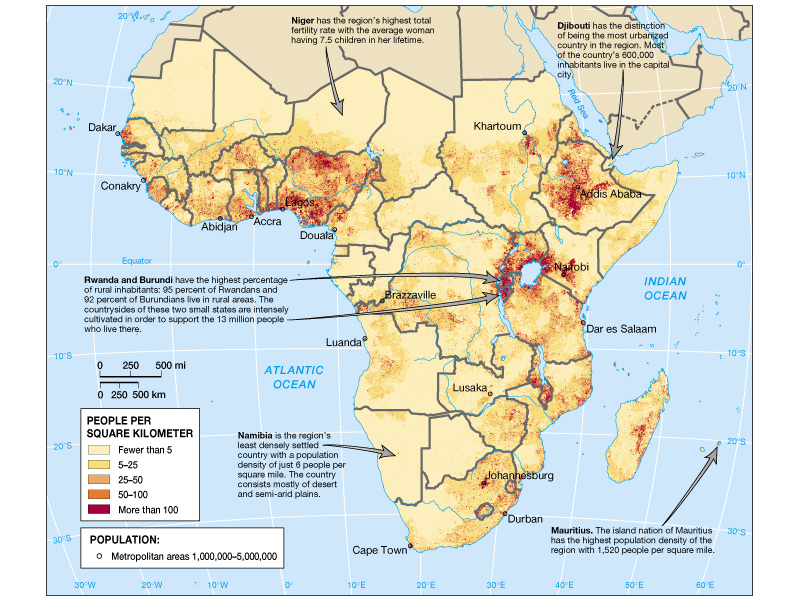 20°W
Niger has the region's highest total
fertility rate with the average woman
having 7.5 children in her lifetime.
Djibouti has the distinction
of being the most urbanized
country in the region. Most
of the country's 600,000
inhabitants live in the capital
city.
20°N
20°N
Red Sea
Dakar
Khartoum
10°N
10°N
Conakry
Addis Ababa
Lagos
Abidjan
Accra
Douala
Equator
0°
0°
Nairobi
Rwanda and Burundi have the highest percentage
of rural inhabitants: 95 percent of Rwandans and
92 percent of Burundians live in rural areas. The
countrysides of these two small states are intensely
cultivated in order to support the 13 million people
who live there.
INDIAN
OCEAN
Brazzaville
Dar es Salaam
Luanda
10°S
10°S
0 250 500 mi
0 250 500 km
ATLANTIC
OCEAN
Lusaka
PEOPLE PER
SQUARE KILOMETER
Fewer than 5
5–25
25–50
50–100
More than 100
20°S
20°S
Namibia is the region's
least densely settled
country with a population
density of just 6 people per
square mile. The country
consists mostly of desert
and semi-arid plains.
Johannesburg
Durban
Mauritius. The island nation of Mauritius
has the highest population density of the
region with 1,520 people per square mile.
30°S
30°S
POPULATION:
Metropolitan areas 1,000,000–5,000,000
Cape Town
30°W
20°W
10°W
0°
10°E
20°E
30°E
40°E
50°E
60°E